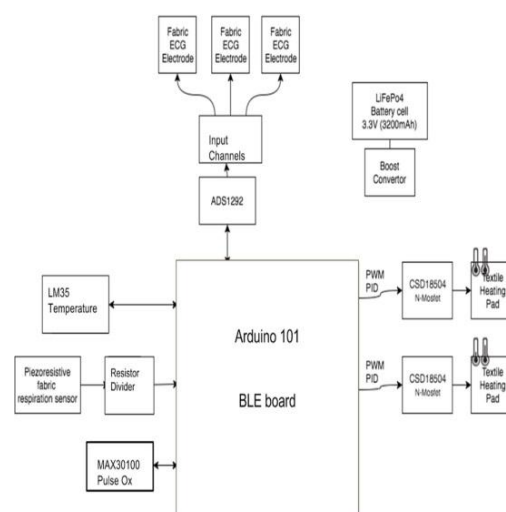 Fabric
ECG
Electrode
Fabric
ECG
Electrode
Fabric
ECG
Electrode
LiFePo4
Battery cell
3.3V (3200mAh)
Input
Channels
Boost
Convertor
ADS1292
LM35
Temperature
Arduino 101
BLE board
PWM
PID
CSD18504
N-Mosfet
Textile
Heating
Pad
Piezoresistive
fabric
respiration sensor
Resistor
Divider
PWM
PID
CSD18504
N-Mosfet
Textile
Heating
Pad
MAX30100
Pulse Ox